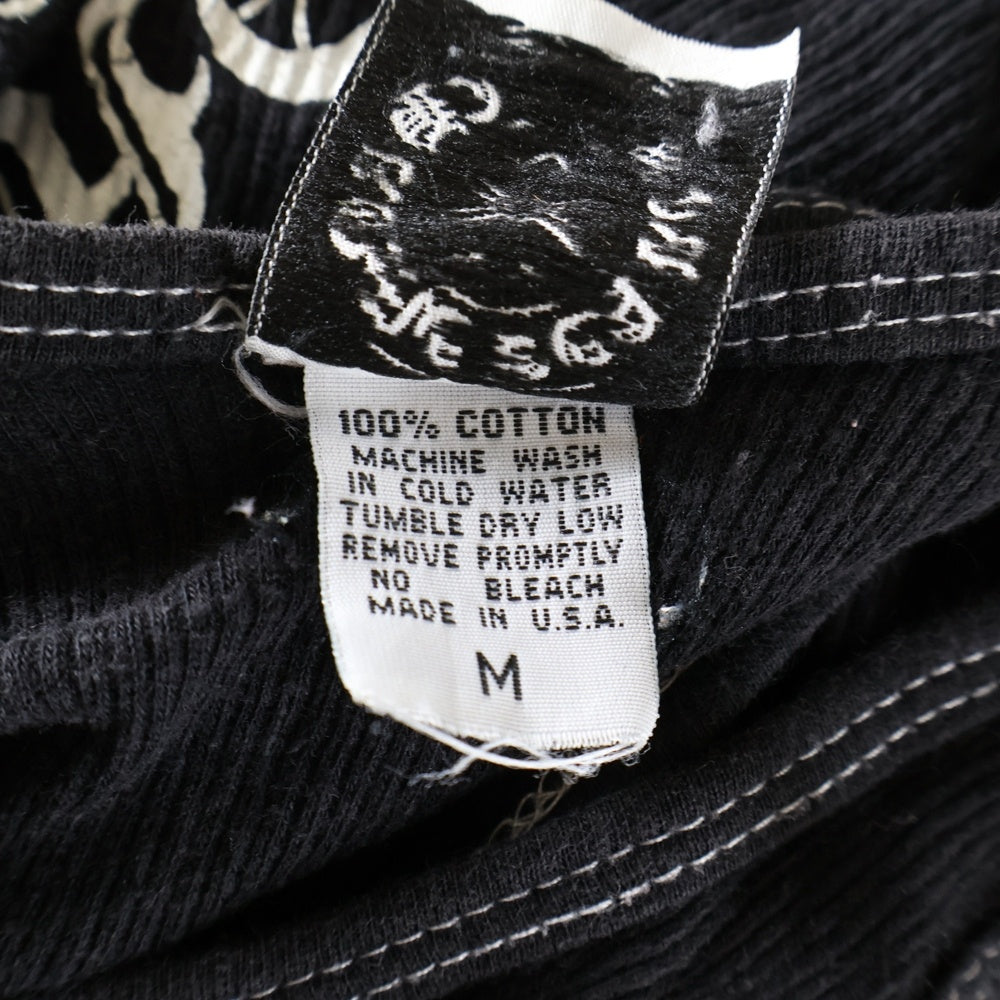 100% COTTON
MACHINE WASH
IN COLD WATER
TUMBLE DRY LOW
REMOVE PROMPTLY
NO BLEACH
MADE IN U.S.A.
M